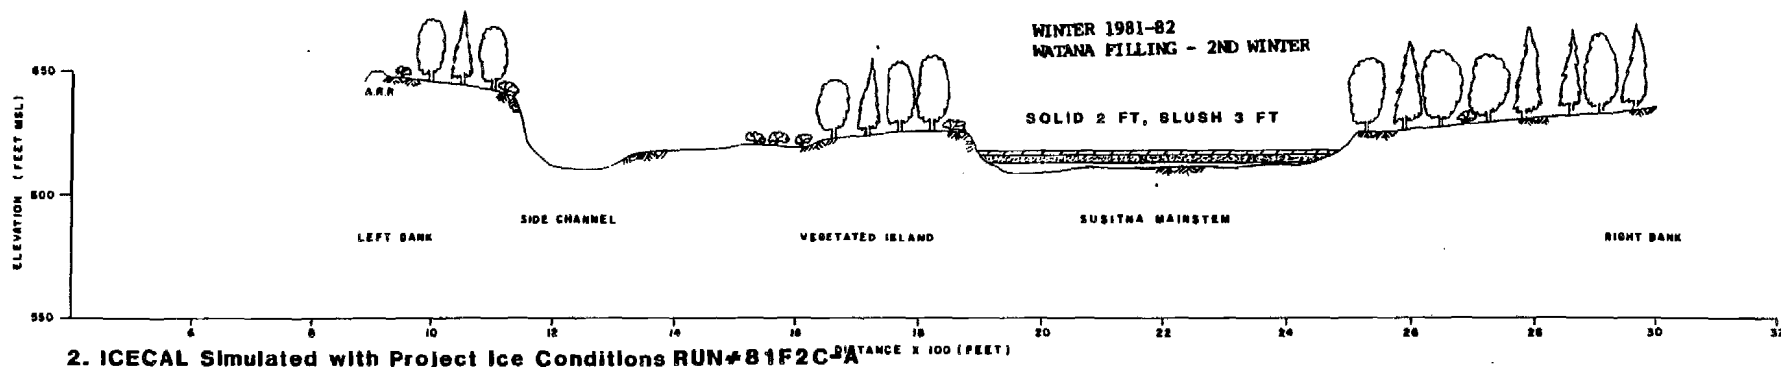 WINTER 1981-82
WATANA FILLING - 2ND WINTER
650
A.R.R
SOLID 2 FT, SLUSH 3 FT
ELEVATION (FEET MSL)
600
SIDE CHANNEL
SUSITNA MAINSTEM
LEFT BANK
VEGETATED ISLAND
RIGHT BANK
550
6 8 10 12 14 16 18 20 22 24 26 28 30 32
DISTANCE X 100 (FEET)
2. ICECAL Simulated with Project Ice Conditions RUN#81F2C-A